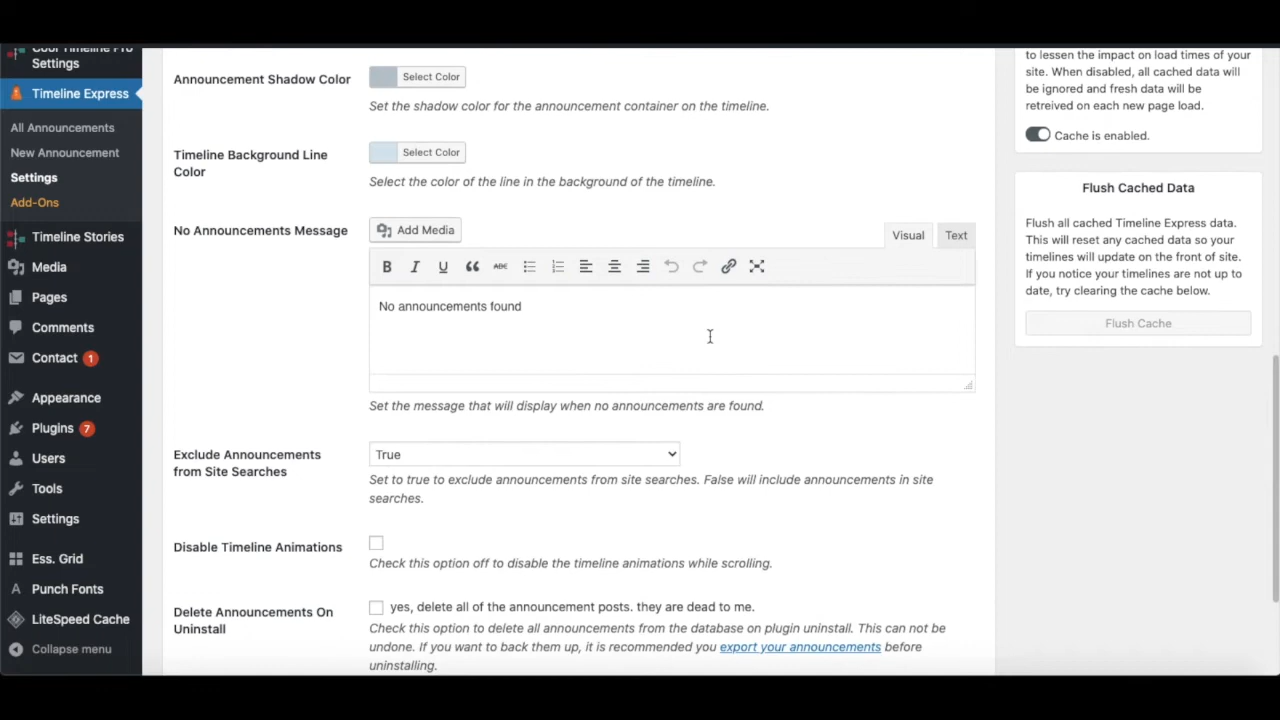 Cool Timeline Pro
Settings
Timeline Express
All Announcements
New Announcement
Settings
Add-Ons
Timeline Stories
Media
Pages
Comments
Contact 1
Appearance
Plugins 7
Users
Tools
Settings
Ess. Grid
A Punch Fonts
LiteSpeed Cache
Collapse menu
Announcement Shadow Color
Select Color
Set the shadow color for the announcement container on the timeline.
Timeline Background Line
Color
Select Color
Select the color of the line in the background of the timeline.
No Announcements Message
Add Media
Visual
Text
B I U ABC
No announcements found
Set the message that will display when no announcements are found.
Exclude Announcements
from Site Searches
True
Set to true to exclude announcements from site searches. False will include announcements in site
searches.
Disable Timeline Animations
Check this option off to disable the timeline animations while scrolling.
Delete Announcements On
Uninstall
yes, delete all of the announcement posts. they are dead to me.
Check this option to delete all announcements from the database on plugin uninstall. This can not be
undone. If you want to back them up, it is recommended you export your announcements before
uninstalling.
to lessen the impact on load times of your
site. When disabled, all cached data will
be ignored and fresh data will be
retreived on each new page load.
Cache is enabled.
Flush Cached Data
Flush all cached Timeline Express data.
This will reset any cached data so your
timelines will update on the front of site.
If you notice your timelines are not up to
date, try clearing the cache below.
Flush Cache